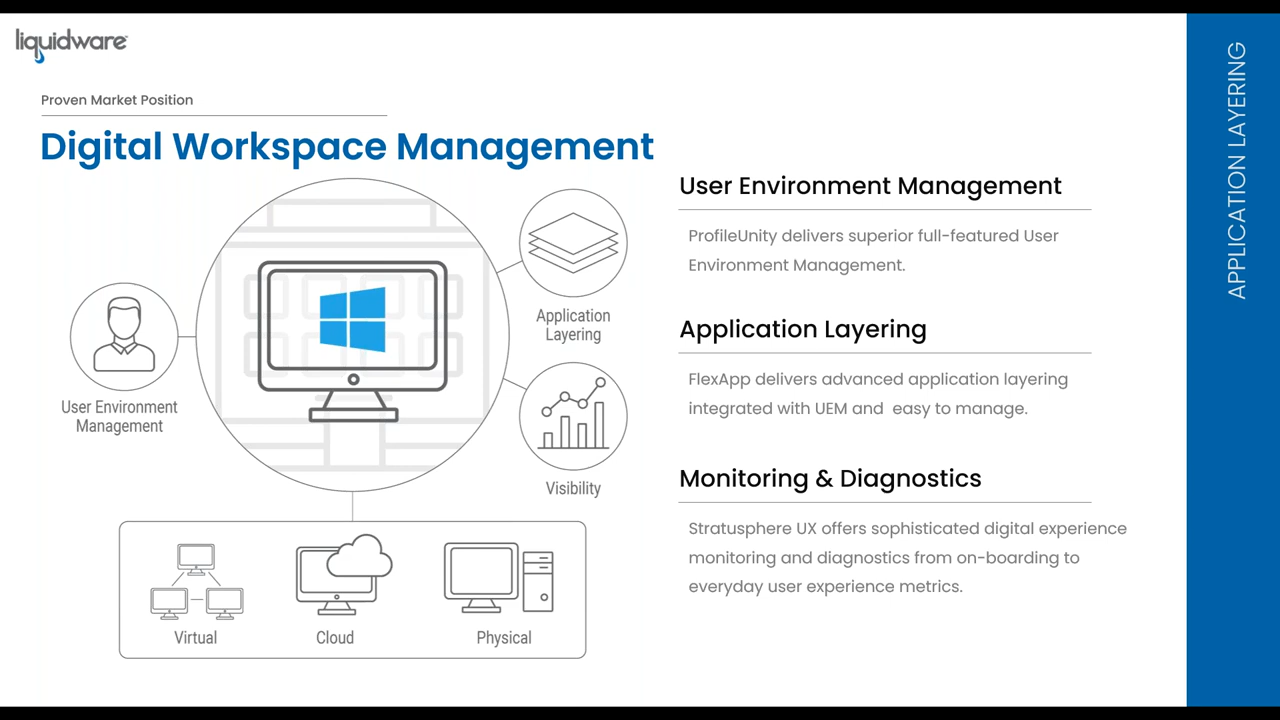 liquidware
Proven Market Position
Digital Workspace Management
User Environment
Management
Application
Layering
Visibility
Virtual
Cloud
Physical
User Environment Management
ProfileUnity delivers superior full-featured User
Environment Management.
Application Layering
FlexApp delivers advanced application layering
integrated with UEM and  easy to manage.
Monitoring & Diagnostics
Stratusphere UX offers sophisticated digital experience
monitoring and diagnostics from on-boarding to
everyday user experience metrics.
APPLICATION LAYERING